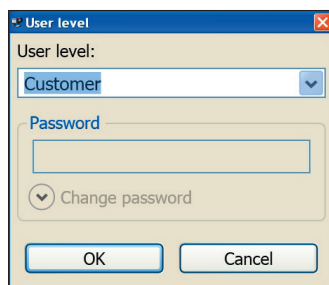 User level
User level:
Customer
Password
Change password
OK Cancel